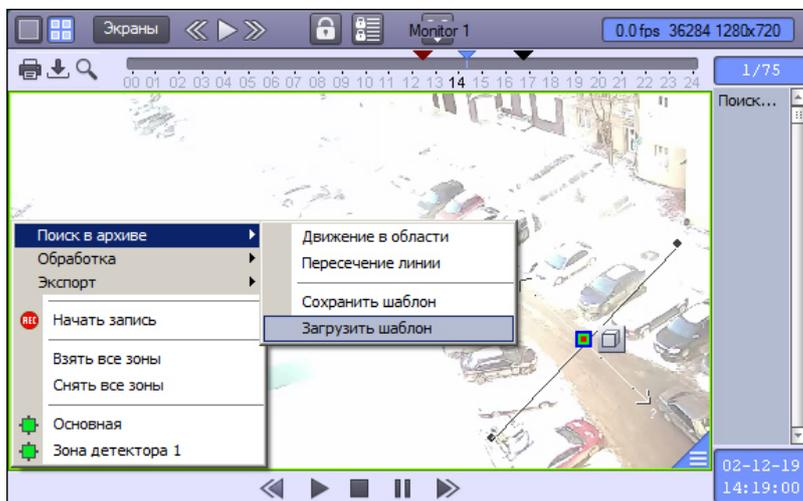 Экраны
Monitor 1
0.0 fps 36284 1280x720
00 01 02 03 04 05 06 07 08 09 10 11 12 13 14 15 16 17 18 19 20 21 22 23 24
1/75
Поиск...
Поиск в архиве
Обработка
Экспорт
REC Начать запись
Взять все зоны
Снять все зоны
Основная
Зона детектора 1
Движение в области
Пересечение линии
Сохранить шаблон
Загрузить шаблон
?
02-12-19
14:19:00